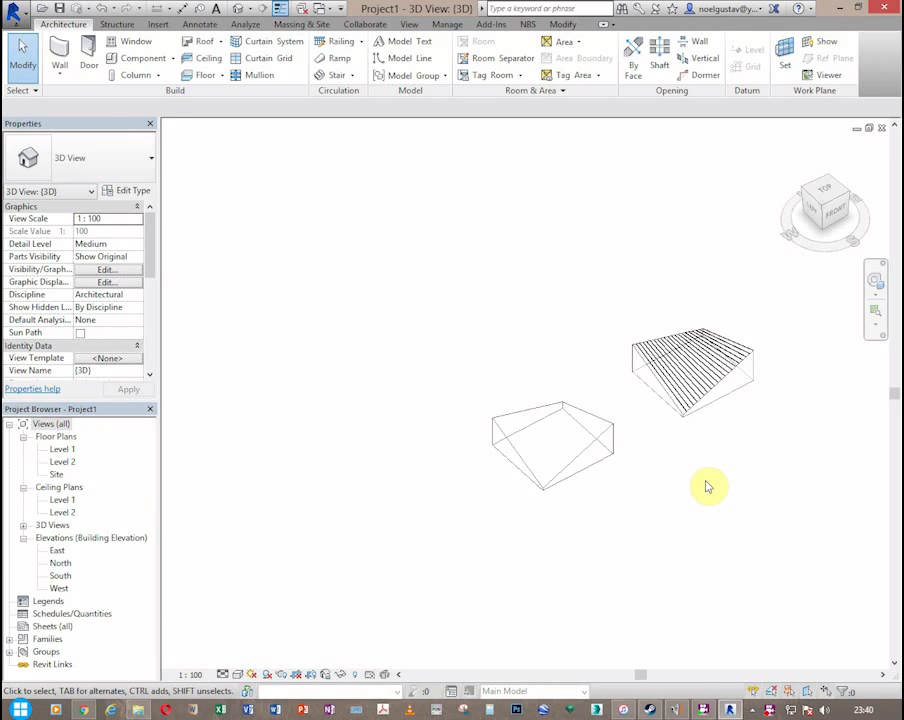 Project1 - 3D View: {3D}
Type a keyword or phrase
noelgustav@y...
Architecture Structure Insert Annotate Analyze Massing & Site Collaborate View Manage Add-Ins NBS Modify
Modify Wall Door Window Component Column Roof Ceiling Floor Curtain System Curtain Grid Mullion
Railing Ramp Stair Model Text Model Line Model Group
Room Room Separator Tag Room Area Area Boundary Tag Area
By Face Shaft Wall Vertical Dormer Level Grid Set Show Ref Plane Viewer
Select Build Circulation Model Room & Area Opening Datum Work Plane
Properties
3D View
3D View: {3D} Edit Type
Graphics
View Scale 1 : 100
Scale Value 1: 100
Detail Level Medium
Parts Visibility Show Original
Visibility/Graph... Edit...
Graphic Displa... Edit...
Discipline Architectural
Show Hidden L... By Discipline
Default Analysi... None
Sun Path
Identity Data
View Template <None>
View Name {3D}
Properties help Apply
Project Browser - Project1
Views (all)
Floor Plans
Level 1
Level 2
Site
Ceiling Plans
Level 1
Level 2
3D Views
Elevations (Building Elevation)
East
North
South
West
Legends
Schedules/Quantities
Sheets (all)
Families
Groups
Revit Links
TOP
FRONT
1 : 100
Click to select, TAB for alternates, CTRL adds, SHIFT unselects.
:0
Main Model
:0
23:40